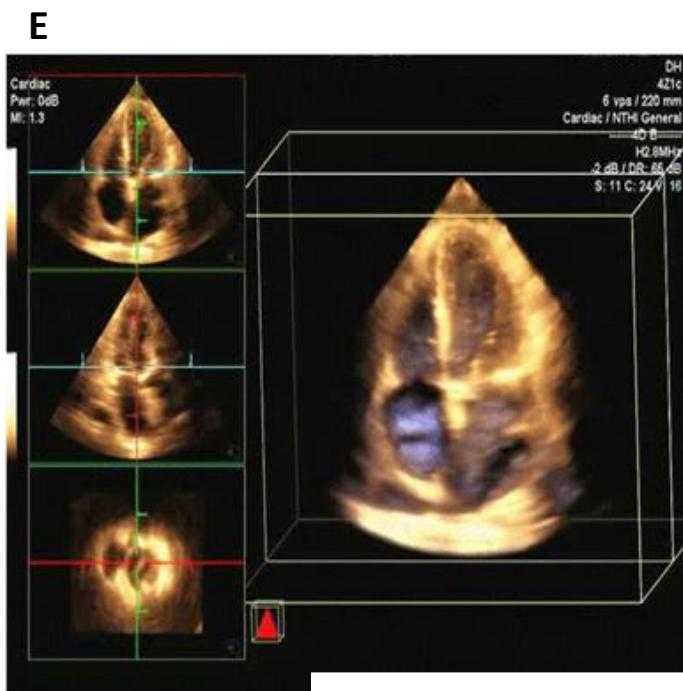 E
Cardiac
Pwr: 0dB
MI: 1.3
DH
4Z1c
6 vps / 220 mm
Cardiac / NTHI General
4D B
H2.8MHz
-2 dB / DR: 65 dB
S: 11 C: 24 V 16